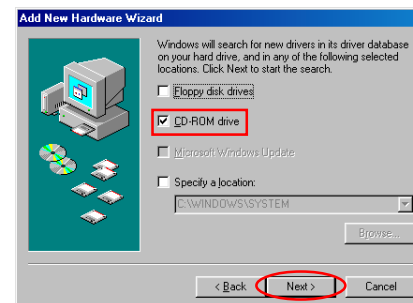 Add New Hardware Wizard
Windows will search for new drivers in its driver database
on your hard drive, and in any of the following selected
locations. Click Next to start the search.
Floppy disk drives
CD-ROM drive
Microsoft Windows Update
Specify a location:
C:\WINDOWS\SYSTEM
Browse...
< Back Next > Cancel